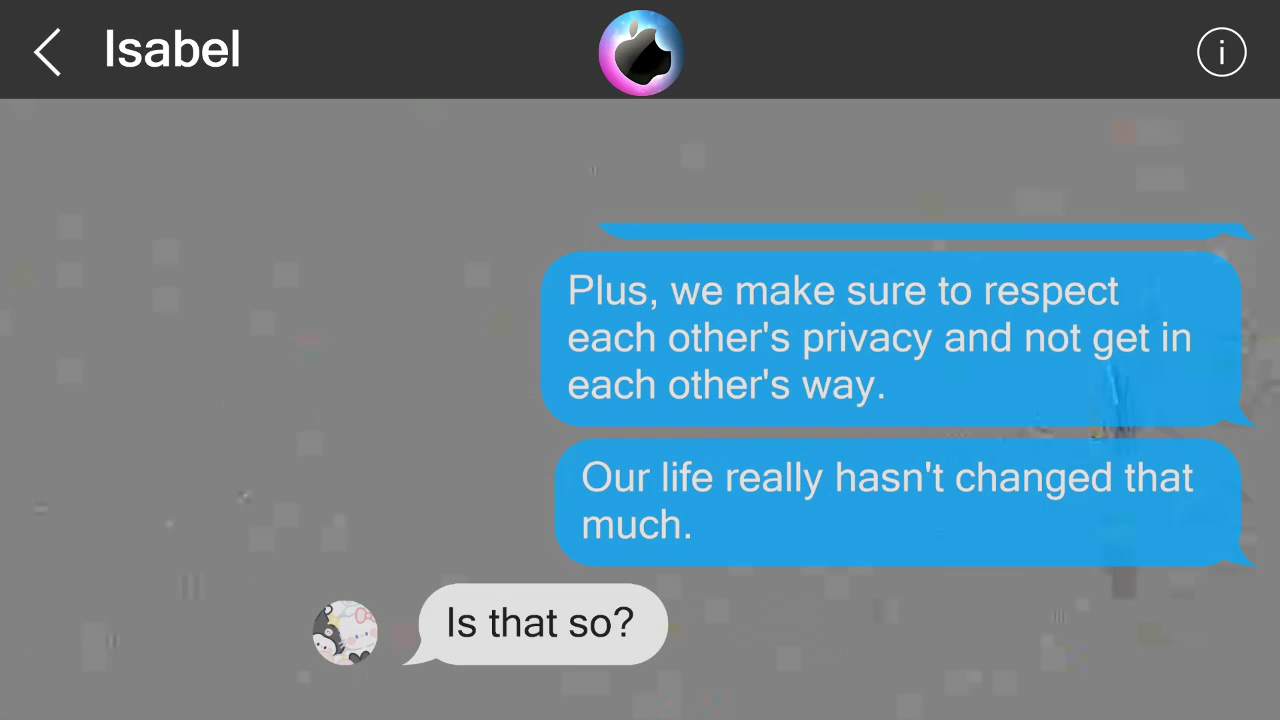 Isabel
i
Plus, we make sure to respect
each other's privacy and not get in
each other's way.
Our life really hasn't changed that
much.
Is that so?